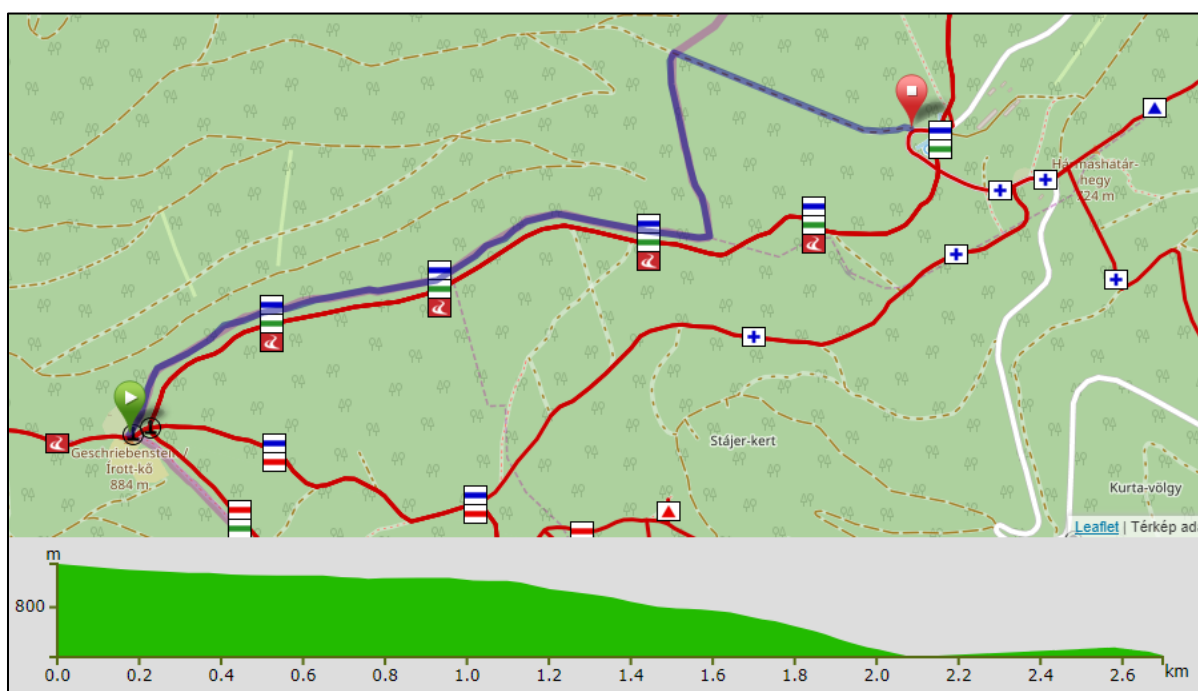 Hármashatár-
hegy
724 m
Geschriebenstein /
Írott-kő
884 m.
Stájer-kert
Kurta-völgy
Leaflet | Térkép ada
m
800
0.0 0.2 0.4 0.6 0.8 1.0 1.2 1.4 1.6 1.8 2.0 2.2 2.4 2.6 km